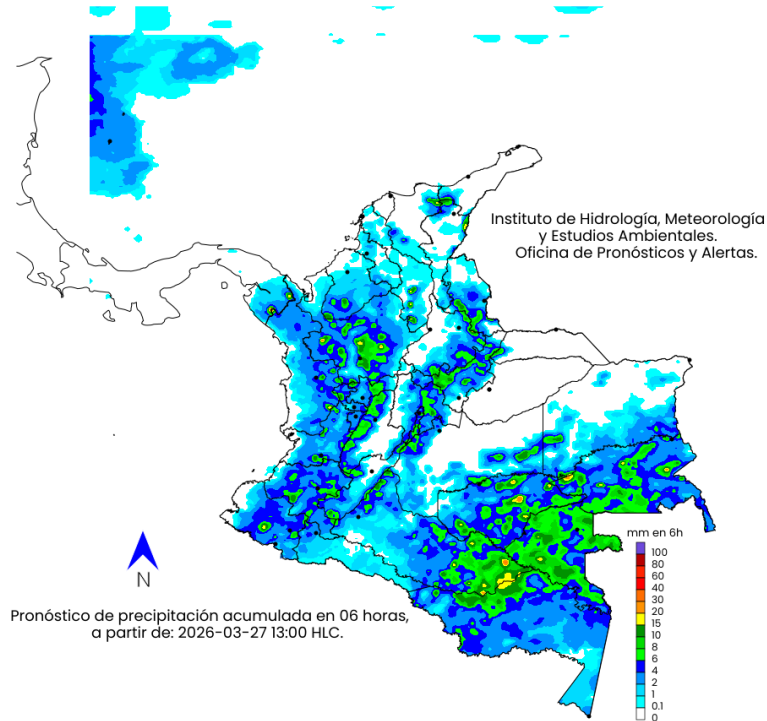 Instituto de Hidrología, Meteorología
y Estudios Ambientales.
Oficina de Pronósticos y Alertas.
mm en 6h
100
80
60
40
30
20
15
10
8
6
4
2
1
0.1
0
N
Pronóstico de precipitación acumulada en 06 horas,
a partir de: 2026-03-27 13:00 HLC.